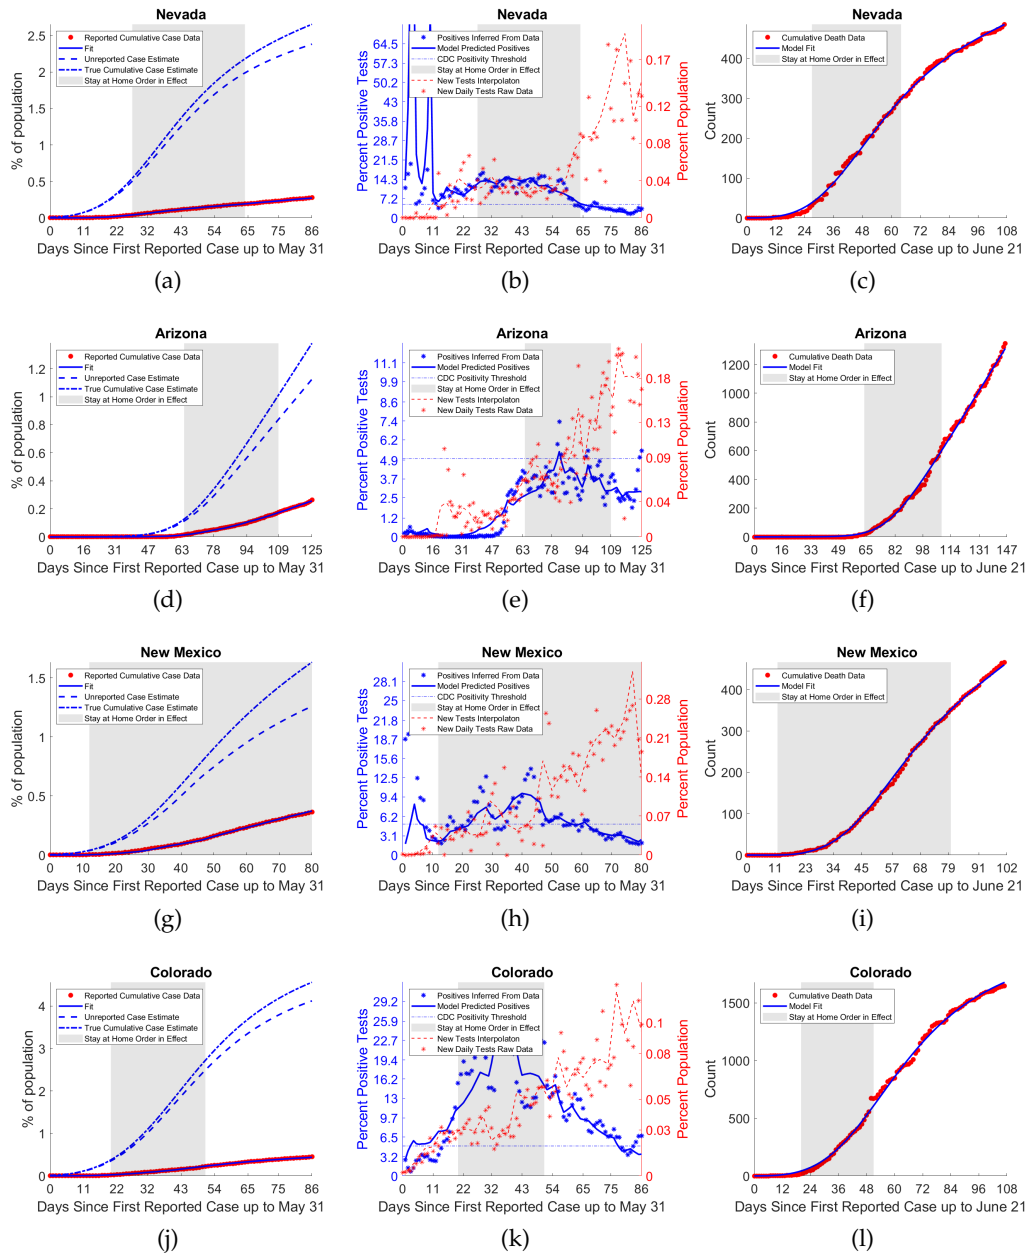 Nevada
% of population
2.5
2
1.5
1
0.5
0
Reported Cumulative Case Data
Fit
Unreported Case Estimate
True Cumulative Case Estimate
Stay at Home Order in Effect
0 11 22 32 43 54 65 75 86
Days Since First Reported Case up to May 31
(a)
Nevada
Percent Positive Tests
64.5
57.3
50.2
43
35.8
28.7
21.5
14.3
7.2
0
Positives Inferred From Data
Model Predicted Positives
CDC Positivity Threshold
Stay at Home Order in Effect
New Tests Interpolaton
New Daily Tests Raw Data
0.17
0.12
0.08
0.04
0
Percent Population
0 11 22 32 43 54 65 75 86
Days Since First Reported Case up to May 31
(b)
Nevada
Count
400
300
200
100
0
Cumulative Death Data
Model Fit
Stay at Home Order in Effect
0 12 24 36 48 60 72 84 96 108
Days Since First Reported Case up to June 21
(c)
Arizona
% of population
1.2
1
0.8
0.6
0.4
0.2
0
Reported Cumulative Case Data
Fit
Unreported Case Estimate
True Cumulative Case Estimate
Stay at Home Order in Effect
0 16 31 47 63 78 94 109 125
Days Since First Reported Case up to May 31
(d)
Arizona
Percent Positive Tests
11.1
9.9
8.6
7.4
6.2
4.9
3.7
2.5
1.2
0
Positives Inferred From Data
Model Predicted Positives
CDC Positivity Threshold
Stay at Home Order in Effect
New Tests Interpolaton
New Daily Tests Raw Data
0.18
0.13
0.09
0.04
0
Percent Population
0 16 31 47 63 78 94 109 125
Days Since First Reported Case up to May 31
(e)
Arizona
Count
1200
1000
800
600
400
200
0
Cumulative Death Data
Model Fit
Stay at Home Order in Effect
0 16 33 49 65 82 98 114 131 147
Days Since First Reported Case up to June 21
(f)
New Mexico
% of population
1.5
1
0.5
0
Reported Cumulative Case Data
Fit
Unreported Case Estimate
True Cumulative Case Estimate
Stay at Home Order in Effect
0 10 20 30 40 50 60 70 80
Days Since First Reported Case up to May 31
(g)
New Mexico
Percent Positive Tests
28.1
25
21.8
18.7
15.6
12.5
9.4
6.2
3.1
0
Positives Inferred From Data
Model Predicted Positives
CDC Positivity Threshold
Stay at Home Order in Effect
New Tests Interpolaton
New Daily Tests Raw Data
0.28
0.21
0.14
0.07
0
Percent Population
0 10 20 30 40 50 60 70 80
Days Since First Reported Case up to May 31
(h)
New Mexico
Count
400
300
200
100
0
Cumulative Death Data
Model Fit
Stay at Home Order in Effect
0 11 23 34 45 57 68 79 91 102
Days Since First Reported Case up to June 21
(i)
Colorado
% of population
4
3
2
1
0
Reported Cumulative Case Data
Fit
Unreported Case Estimate
True Cumulative Case Estimate
Stay at Home Order in Effect
0 11 22 32 43 54 65 75 86
Days Since First Reported Case up to May 31
(j)
Colorado
Percent Positive Tests
29.2
25.9
22.7
19.4
16.2
13
9.7
6.5
3.2
0
Positives Inferred From Data
Model Predicted Positives
CDC Positivity Threshold
Stay at Home Order in Effect
New Tests Interpolaton
New Daily Tests Raw Data
0.1
0.08
0.05
0.03
0
Percent Population
0 11 22 32 43 54 65 75 86
Days Since First Reported Case up to May 31
(k)
Colorado
Count
1500
1000
500
0
Cumulative Death Data
Model Fit
Stay at Home Order in Effect
0 12 24 36 48 60 72 84 96 108
Days Since First Reported Case up to June 21
(l)